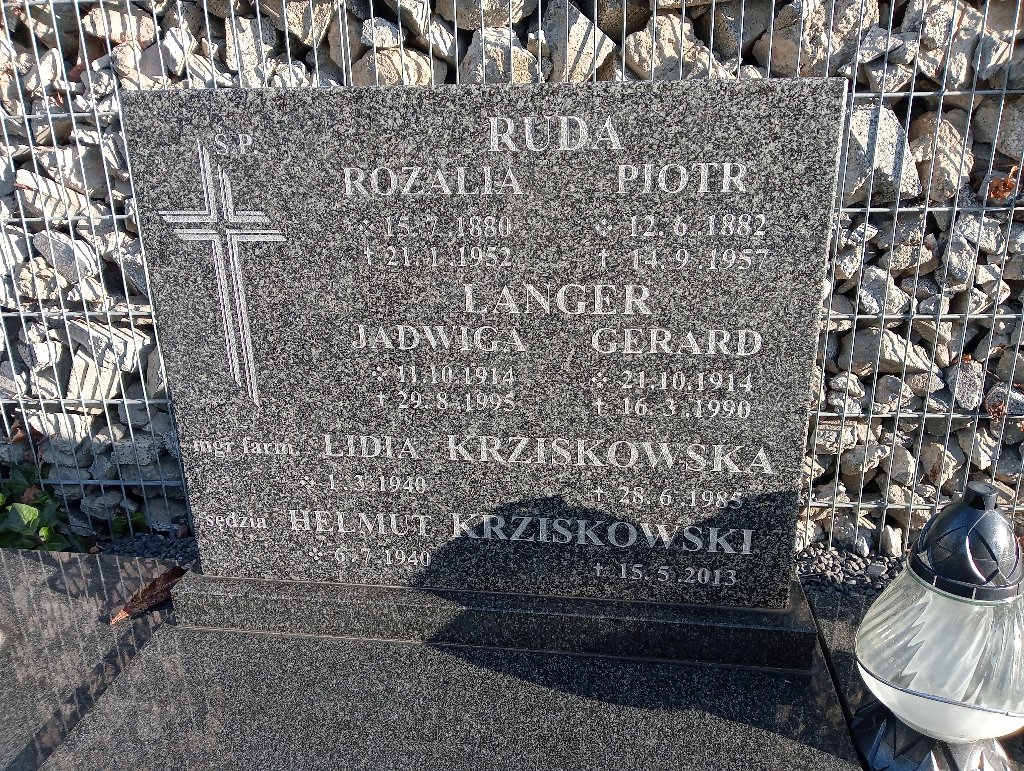 S.P.
RUDA
ROZALIA PIOTR
15.7.1880 12.6.1882
† 21.1.1952 † 14.9.1957
LANGER
JADWIGA GERARD
11.10.1914 21.10.1914
† 29.8.1995 † 16.3.1990
mgr farm. LIDIA KRZISKOWSKA
1.3.1940 † 28.6.1985
sędzia HELMUT KRZISKOWSKI
6.7.1940 † 15.5.2013